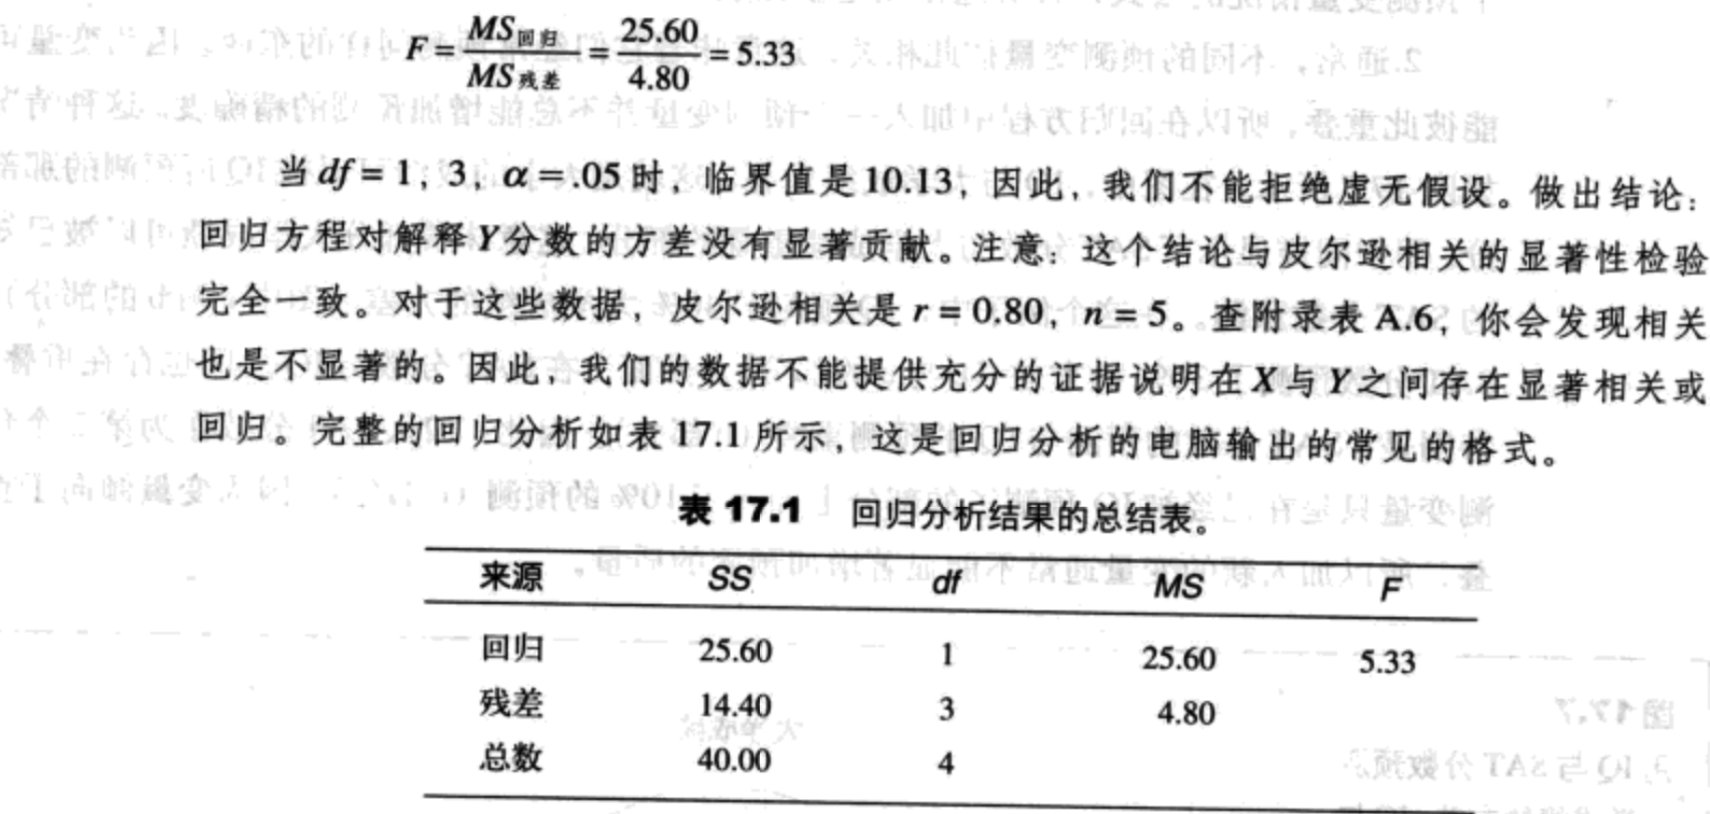 F = MS回归 / MS残差 = 25.60 / 4.80 = 5.33
当 df = 1, 3, α = .05 时, 临界值是 10.13, 因此, 我们不能拒绝虚无假设。做出结论:
回归方程对解释 Y 分数的方差没有显著贡献。注意: 这个结论与皮尔逊相关的显著性检验
完全一致。对于这些数据, 皮尔逊相关是 r = 0.80, n = 5。查附录表 A.6, 你会发现相关
也是不显著的。因此, 我们的数据不能提供充分的证据说明在 X 与 Y 之间存在显著相关或
回归。完整的回归分析如表 17.1 所示, 这是回归分析的电脑输出的常见的格式。
表 17.1 回归分析结果的总结表。
来源 SS df MS F
回归 25.60 1 25.60 5.33
残差 14.40 3 4.80
总数 40.00 4